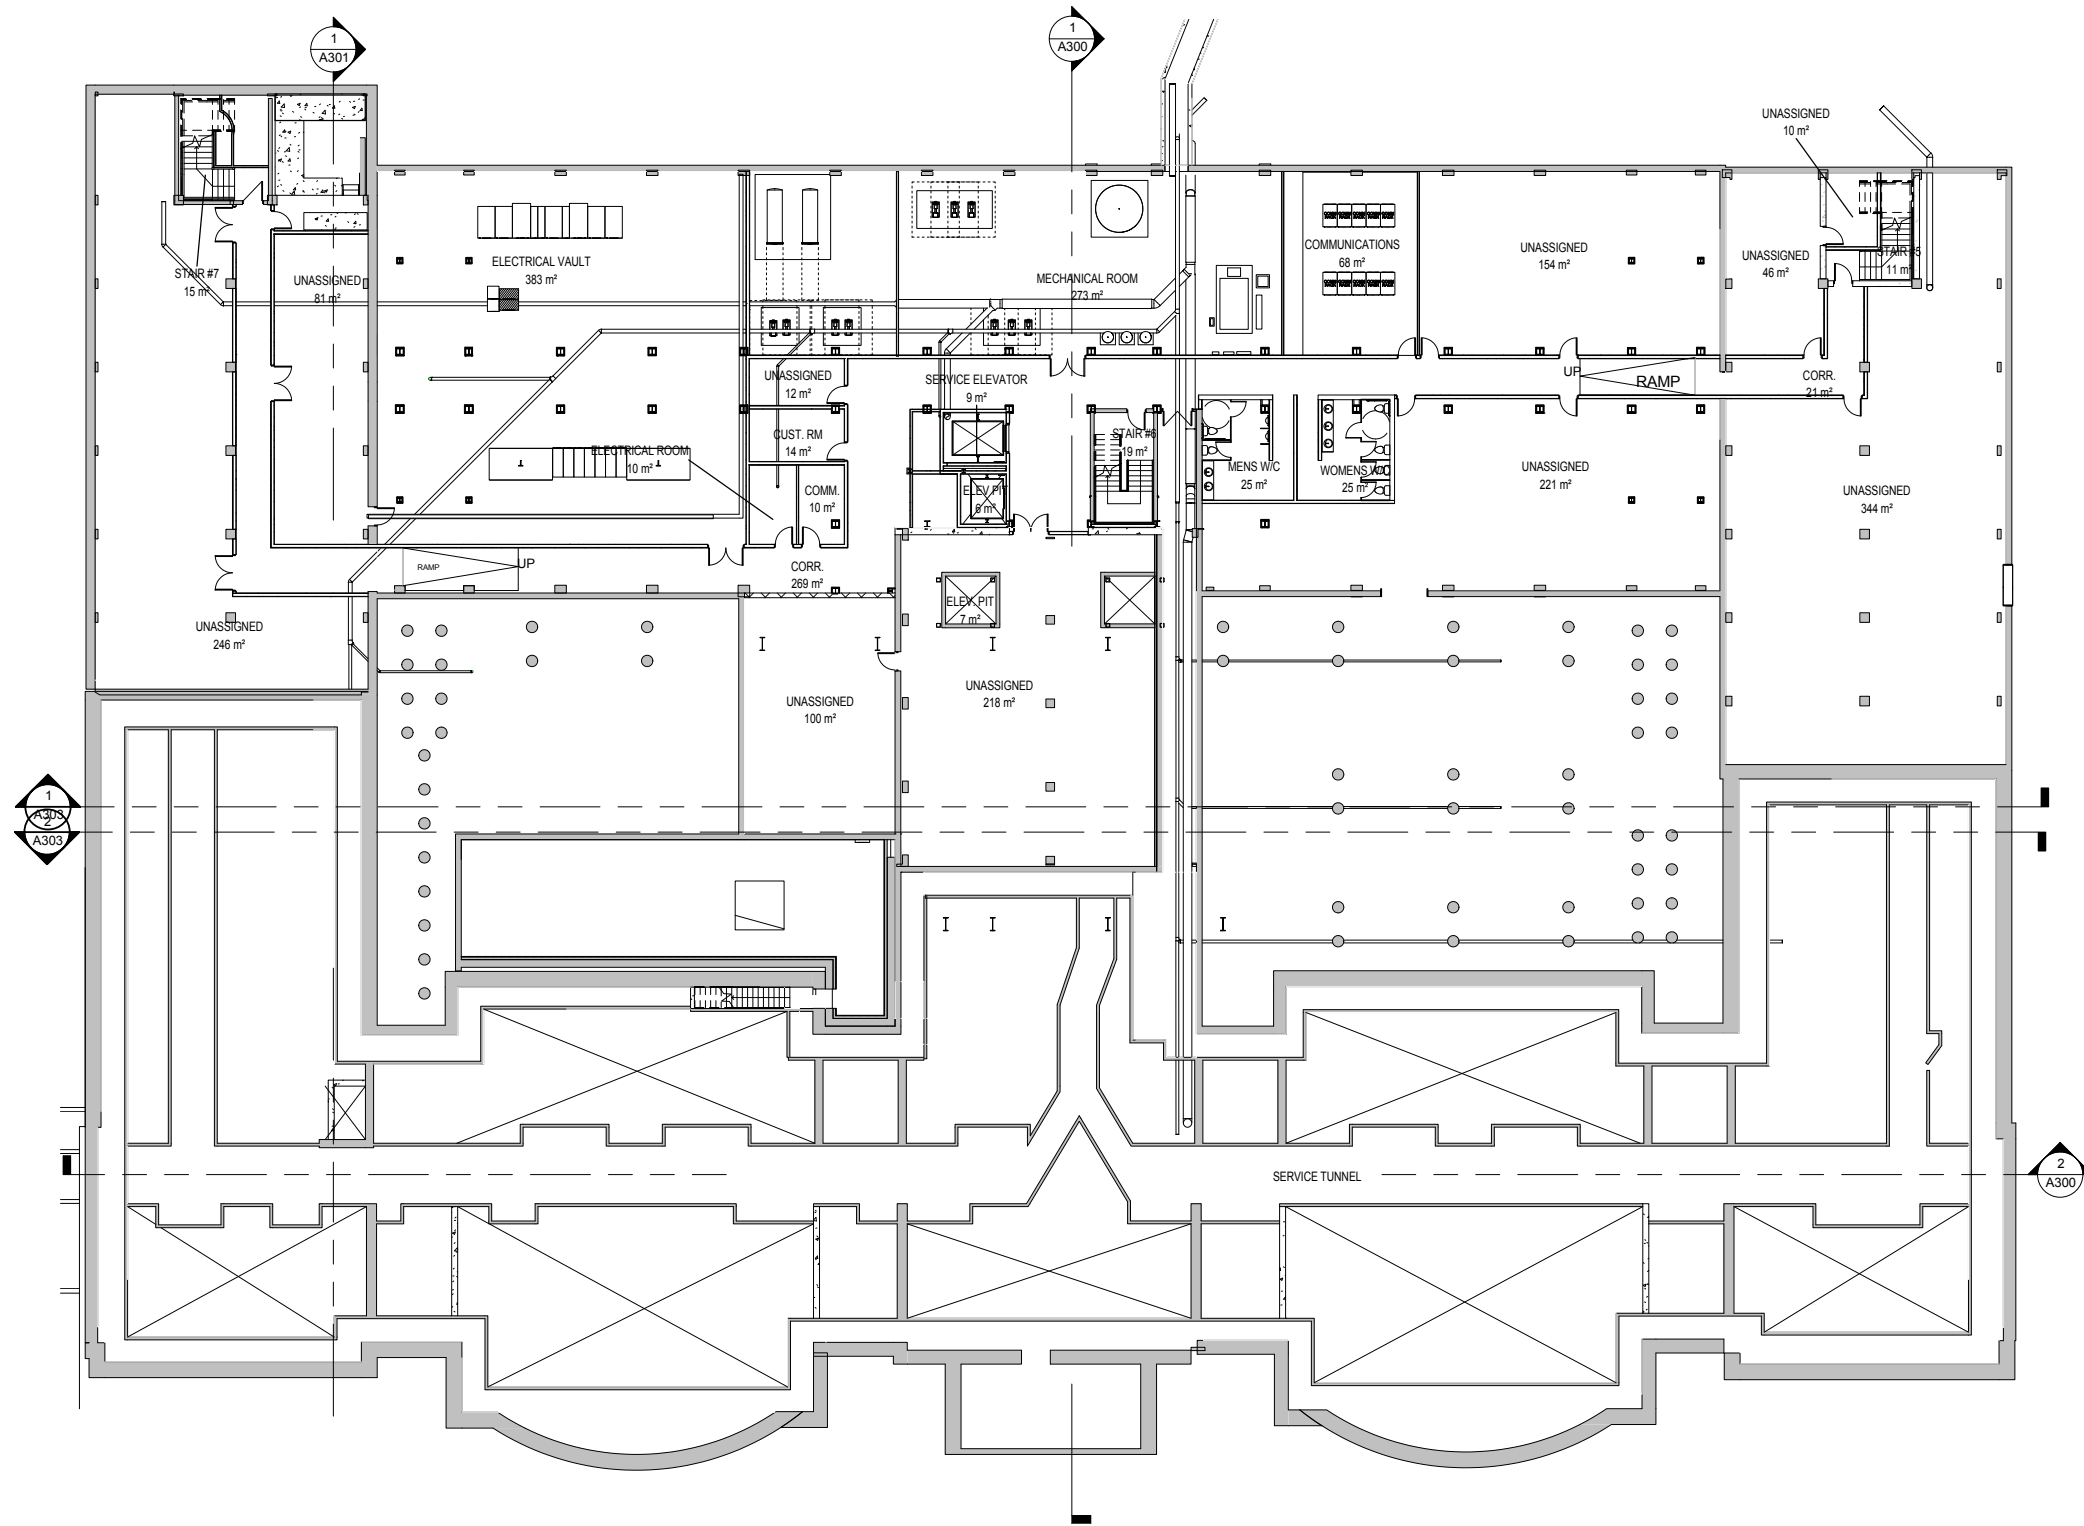 1
A301
1
A300
UNASSIGNED
10 m²
STAIR #7
15 m²
UNASSIGNED
81 m²
ELECTRICAL VAULT
383 m²
MECHANICAL ROOM
273 m²
COMMUNICATIONS
68 m²
UNASSIGNED
154 m²
UNASSIGNED
46 m²
STAIR #5
11 m²
UNASSIGNED
12 m²
SERVICE ELEVATOR
9 m²
UP
RAMP
CORR.
21 m²
CUST. RM
14 m²
STAIR #6
19 m²
ELECTRICAL ROOM
10 m²
COMM.
10 m²
ELEV PIT
6 m²
MENS W/C
25 m²
WOMENS W/C
25 m²
UNASSIGNED
221 m²
UNASSIGNED
344 m²
RAMP
UP
CORR.
269 m²
ELEV. PIT
7 m²
UNASSIGNED
246 m²
UNASSIGNED
100 m²
UNASSIGNED
218 m²
1
A303
2
A303
SERVICE TUNNEL
2
A300